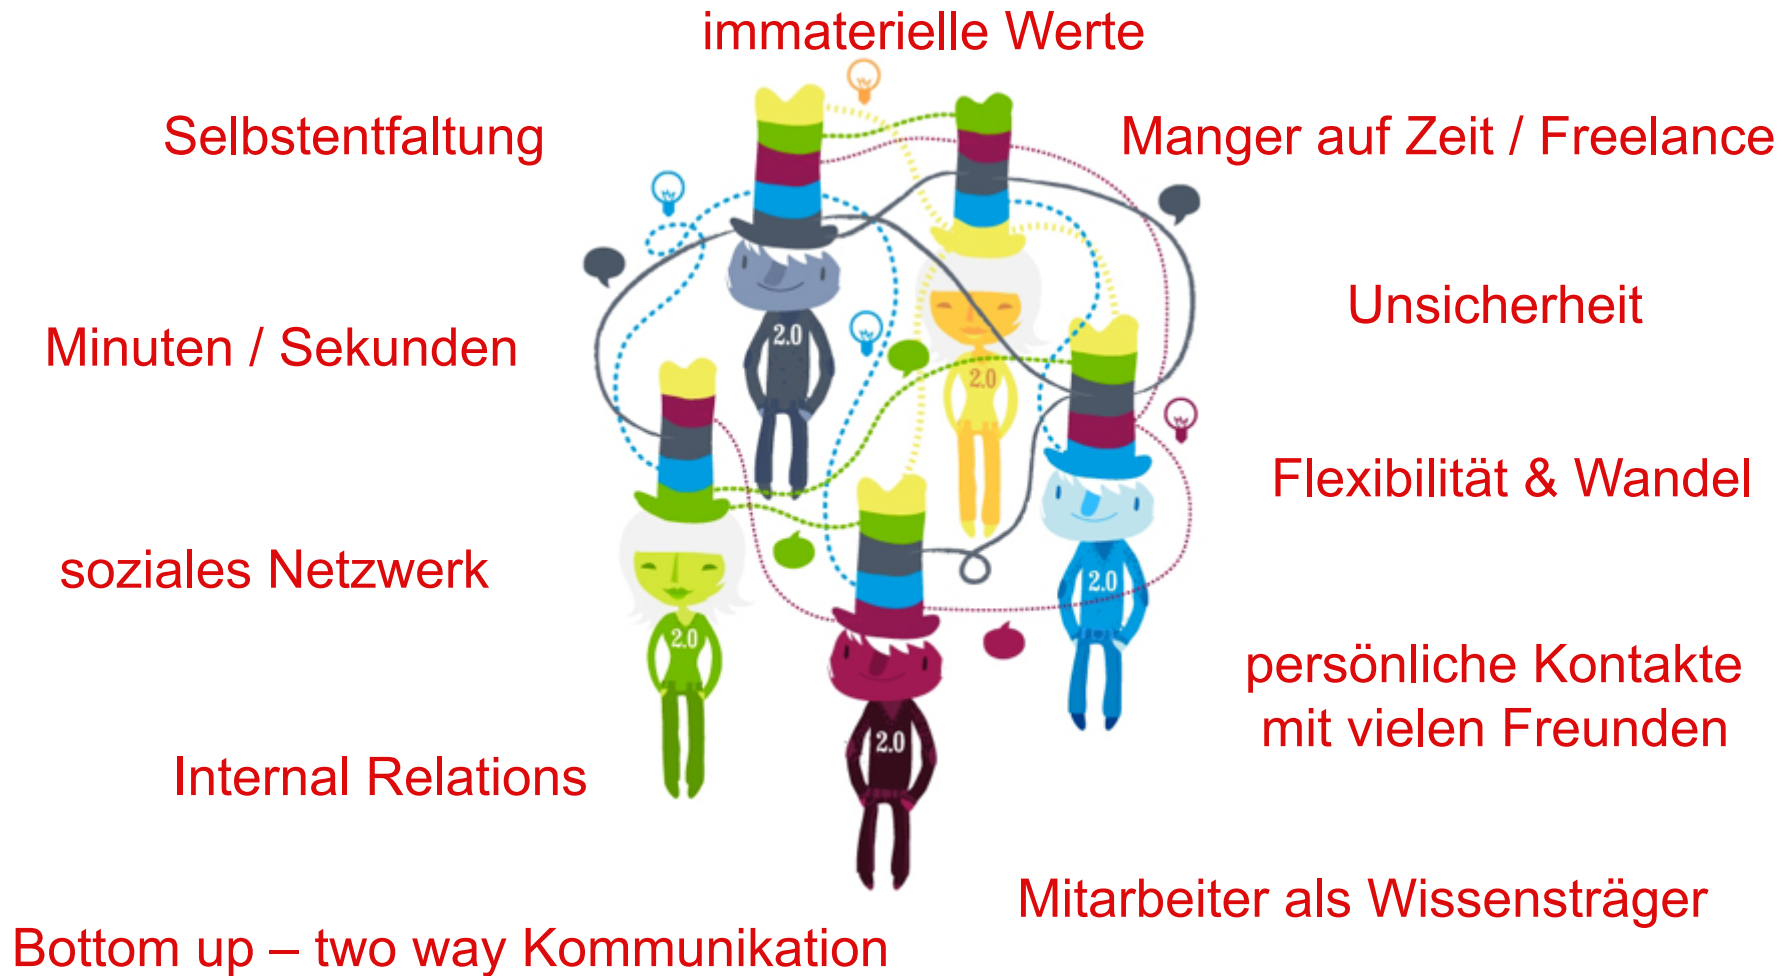 immaterielle Werte
Selbstentfaltung
Manger auf Zeit / Freelance
Unsicherheit
Minuten / Sekunden
2.0
2.0
Flexibilität & Wandel
soziales Netzwerk
2.0
2.0
persönliche Kontakte
mit vielen Freunden
2.0
Internal Relations
Mitarbeiter als Wissensträger
Bottom up – two way Kommunikation